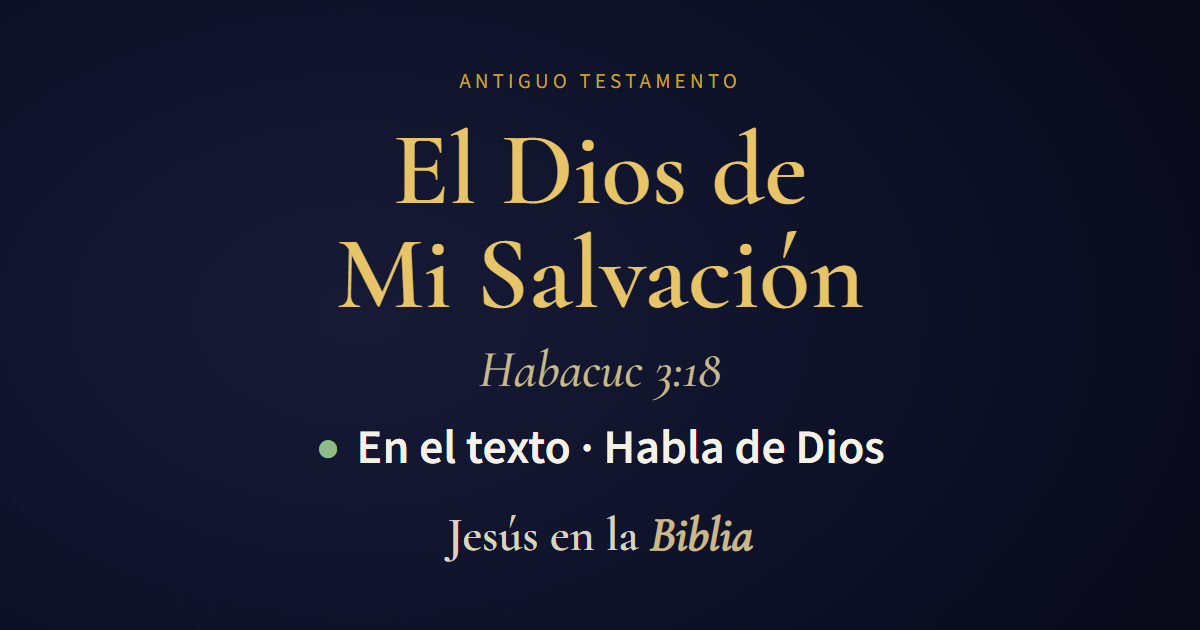 ANTIGUO TESTAMENTO
El Dios de
Mi Salvación
Habacuc 3:18
En el texto · Habla de Dios
Jesús en la Biblia